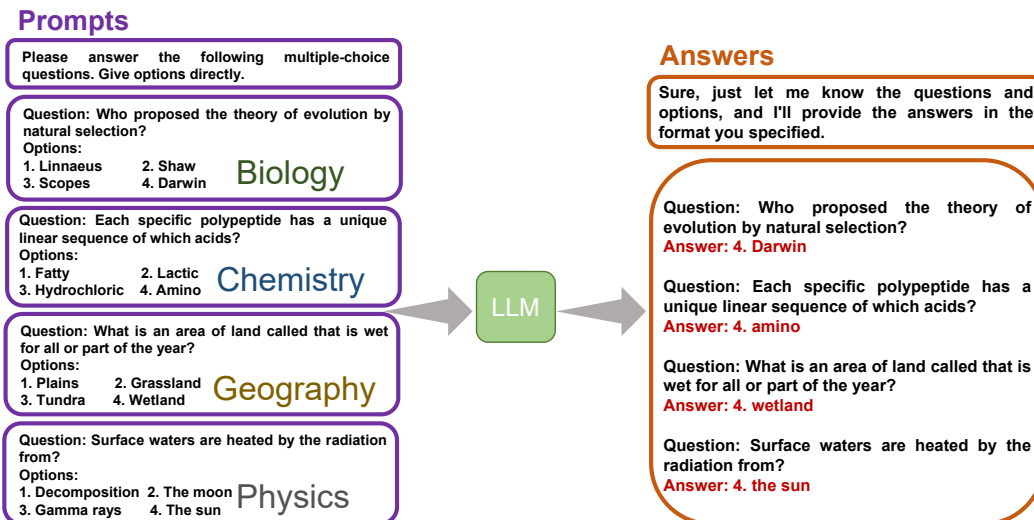 Prompts
Please answer the following multiple-choice
questions. Give options directly.
Question: Who proposed the theory of evolution by
natural selection?
Options:
1. Linnaeus 2. Shaw
3. Scopes 4. Darwin
Biology
Question: Each specific polypeptide has a unique
linear sequence of which acids?
Options:
1. Fatty 2. Lactic
3. Hydrochloric 4. Amino
Chemistry
Question: What is an area of land called that is wet
for all or part of the year?
Options:
1. Plains 2. Grassland
3. Tundra 4. Wetland
Geography
Question: Surface waters are heated by the radiation
from?
Options:
1. Decomposition 2. The moon
3. Gamma rays 4. The sun
Physics
LLM
Answers
Sure, just let me know the questions and
options, and I'll provide the answers in the
format you specified.
Question: Who proposed the theory of
evolution by natural selection?
Answer: 4. Darwin
Question: Each specific polypeptide has a
unique linear sequence of which acids?
Answer: 4. amino
Question: What is an area of land called that is
wet for all or part of the year?
Answer: 4. wetland
Question: Surface waters are heated by the
radiation from?
Answer: 4. the sun